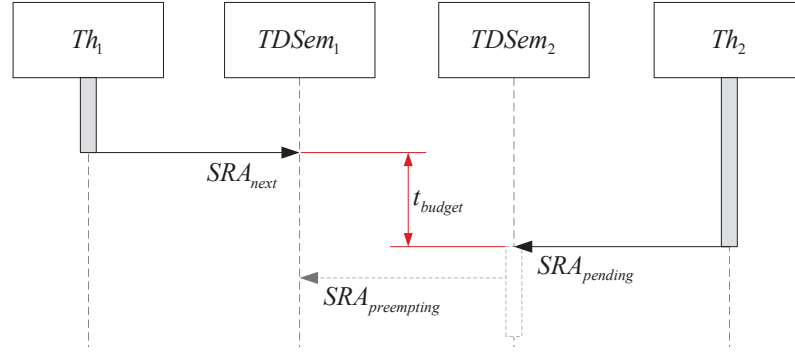 Th1
TDSem1
TDSem2
Th2
SRAnext
tbudget
SRApending
SRApreempting